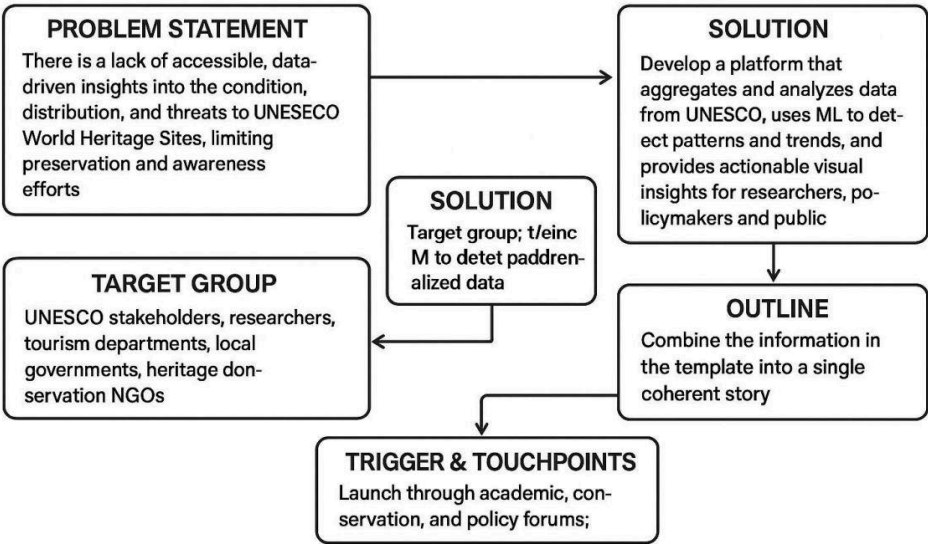 PROBLEM STATEMENT
There is a lack of accessible, data-
driven insights into the condition,
distribution, and threats to UNESECO
World Heritage Sites, limiting
preservation and awareness
efforts
SOLUTION
Develop a platform that
aggregates and analyzes data
from UNESCO, uses ML to det-
ect patterns and trends, and
provides actionable visual
insights for researchers, po-
licymakers and public
SOLUTION
Target group; t/einc
M to detet paddren-
alized data
TARGET GROUP
UNESCO stakeholders, researchers,
tourism departments, local
governments, heritage don-
servation NGOs
OUTLINE
Combine the information in
the template into a single
coherent story
TRIGGER & TOUCHPOINTS
Launch through academic, con-
servation, and policy forums;